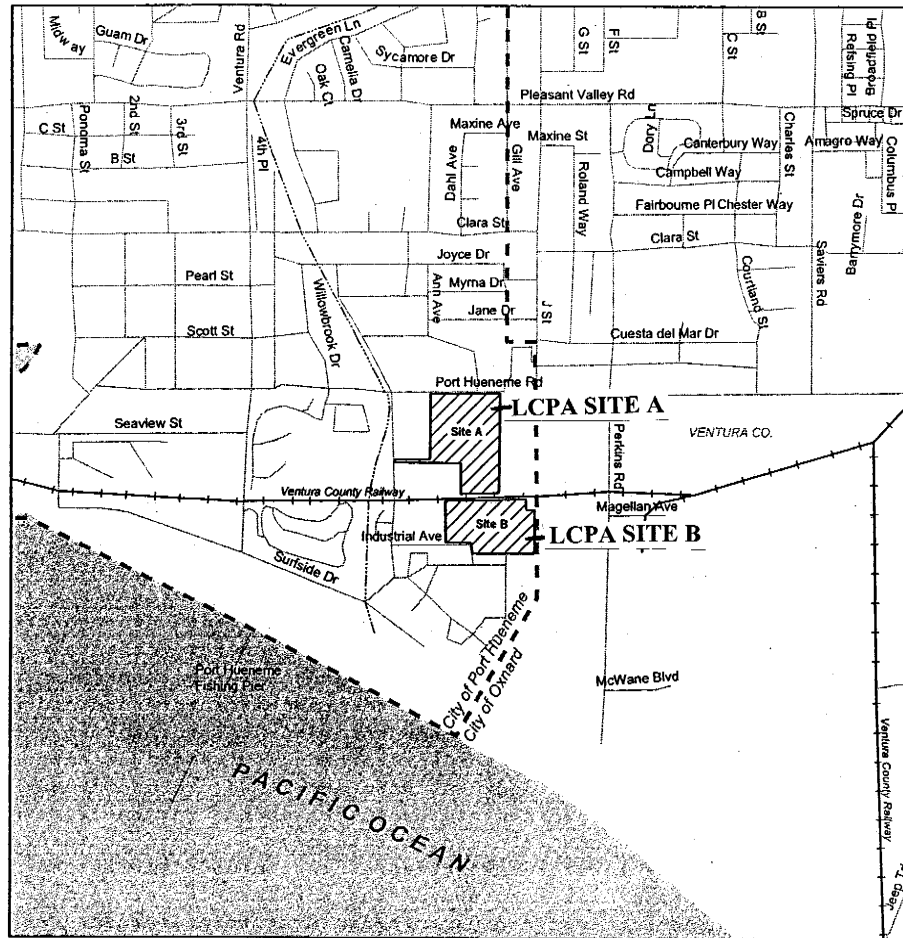 Midway
Guam Dr
Ventura Rd
Evergreen Ln
Oak Ct
Camelia Dr
Sycamore Dr
G St
F St
C St
B St
Refsing Pl
Broadfield Pl
Pleasant Valley Rd
C St
Ponoma St
2nd St
3rd St
B St
4th Pl
Maxine Ave
Dahl Ave
Gill Ave
Maxine St
Roland Way
Dory Ln
Canterbury Way
Campbell Way
Charles St
Spruce Dr
Amagro Way
Columbus Pl
Fairbourne Pl
Chester Way
Clara St
Clara St
Joyce Dr
Pearl St
Willowbrook Dr
Ann Ave
Myrna Dr
Jane Dr
J St
Courtland St
Saviers Rd
Barrymore Dr
Scott St
Cuesta del Mar Dr
Port Hueneme Rd
LCPA SITE A
Site A
Seaview St
Perkins Rd
VENTURA CO.
Ventura County Railway
Magellan Ave
Site B
LCPA SITE B
Industrial Ave
Surfside Dr
City of Port Hueneme
City of Oxnard
Port Hueneme
Fishing Pier
McWane Blvd
Ventura County Railway
PACIFIC OCEAN
Jeep